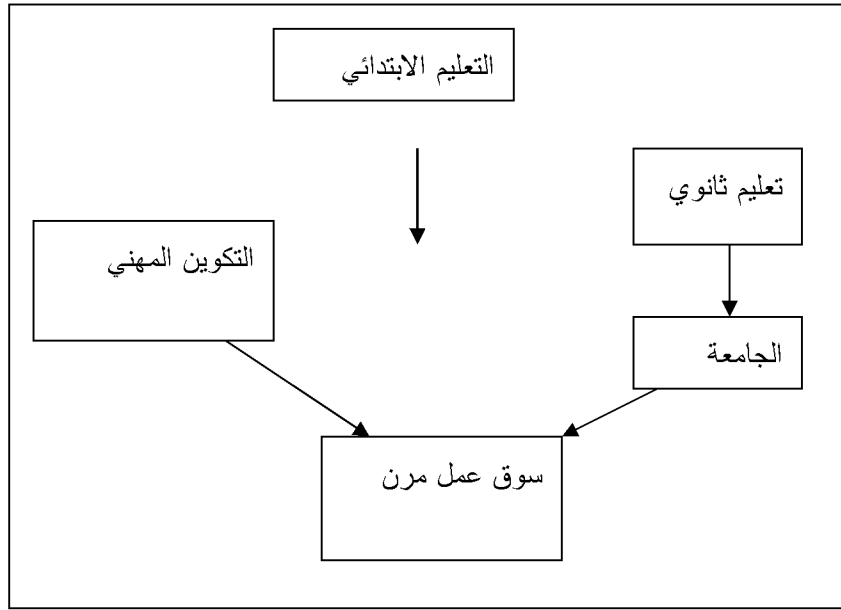 التعليم الابتدائي
تعليم ثانوي
التكوين المهني
الجامعة
سوق عمل مرن